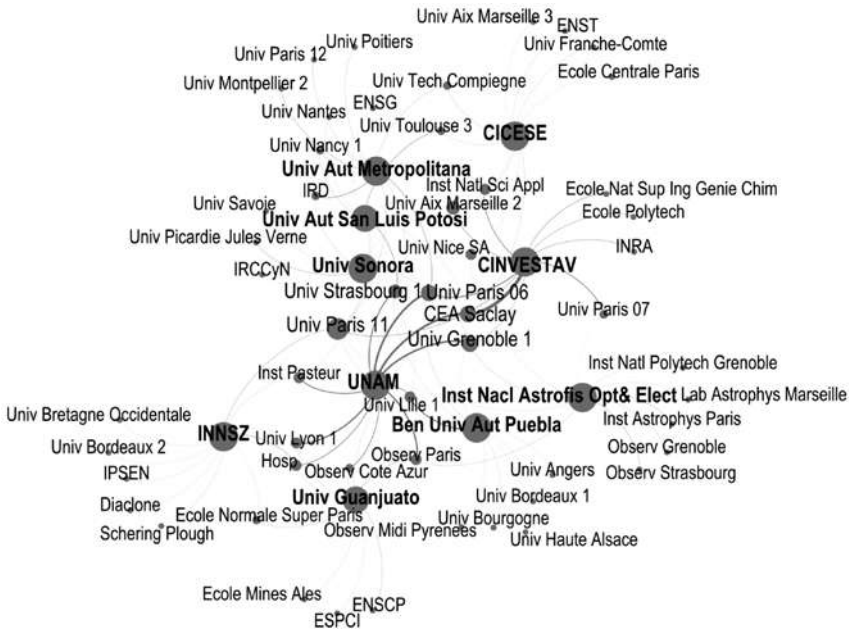 Univ Aix Marseille 3
ENST
Univ Poitiers
Univ Franche-Comte
Univ Paris 12
Ecole Centrale Paris
Univ Montpellier 2
Univ Tech Compiegne
ENSG
Univ Nantes
Univ Toulouse 3
CICESE
Univ Nancy 1
Univ Aut Metropolitana
Inst Natl Sci Appl
Ecole Nat Sup Ing Genie Chim
IRD
Univ Savoie
Univ Aix Marseille 2
Ecole Polytech
Univ Aut San Luis Potosi
Univ Picardie Jules Verne
Univ Nice SA
INRA
IRCCyN
Univ Sonora
CINVESTAV
Univ Strasbourg 1
Univ Paris 06
CEA Saclay
Univ Paris 07
Univ Paris 11
Univ Grenoble 1
Inst Pasteur
UNAM
Inst Natl Polytech Grenoble
Inst Nacl Astrofis Opt& Elect
Lab Astrophys Marseille
Univ Lille 1
Univ Bretagne Occidentale
INNSZ
Ben Univ Aut Puebla
Inst Astrophys Paris
Univ Bordeaux 2
Univ Lyon 1
Observ Grenoble
Hosp
Observ Paris
IPSEN
Observ Cote Azur
Univ Angers
Observ Strasbourg
Univ Guanjuato
Univ Bordeaux 1
Diaclone
Ecole Normale Super Paris
Univ Bourgogne
Schering Plough
Observ Midi Pyrenees
Univ Haute Alsace
Ecole Mines Ales
ENSCP
ESPCI